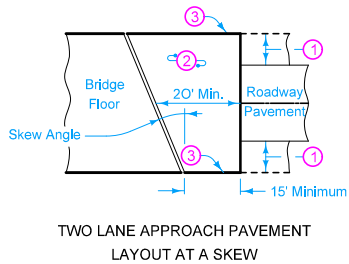 3
1
2
Bridge
Floor
20' Min.
Roadway
Pavement
Skew Angle
3
1
15' Minimum
TWO LANE APPROACH PAVEMENT
LAYOUT AT A SKEW